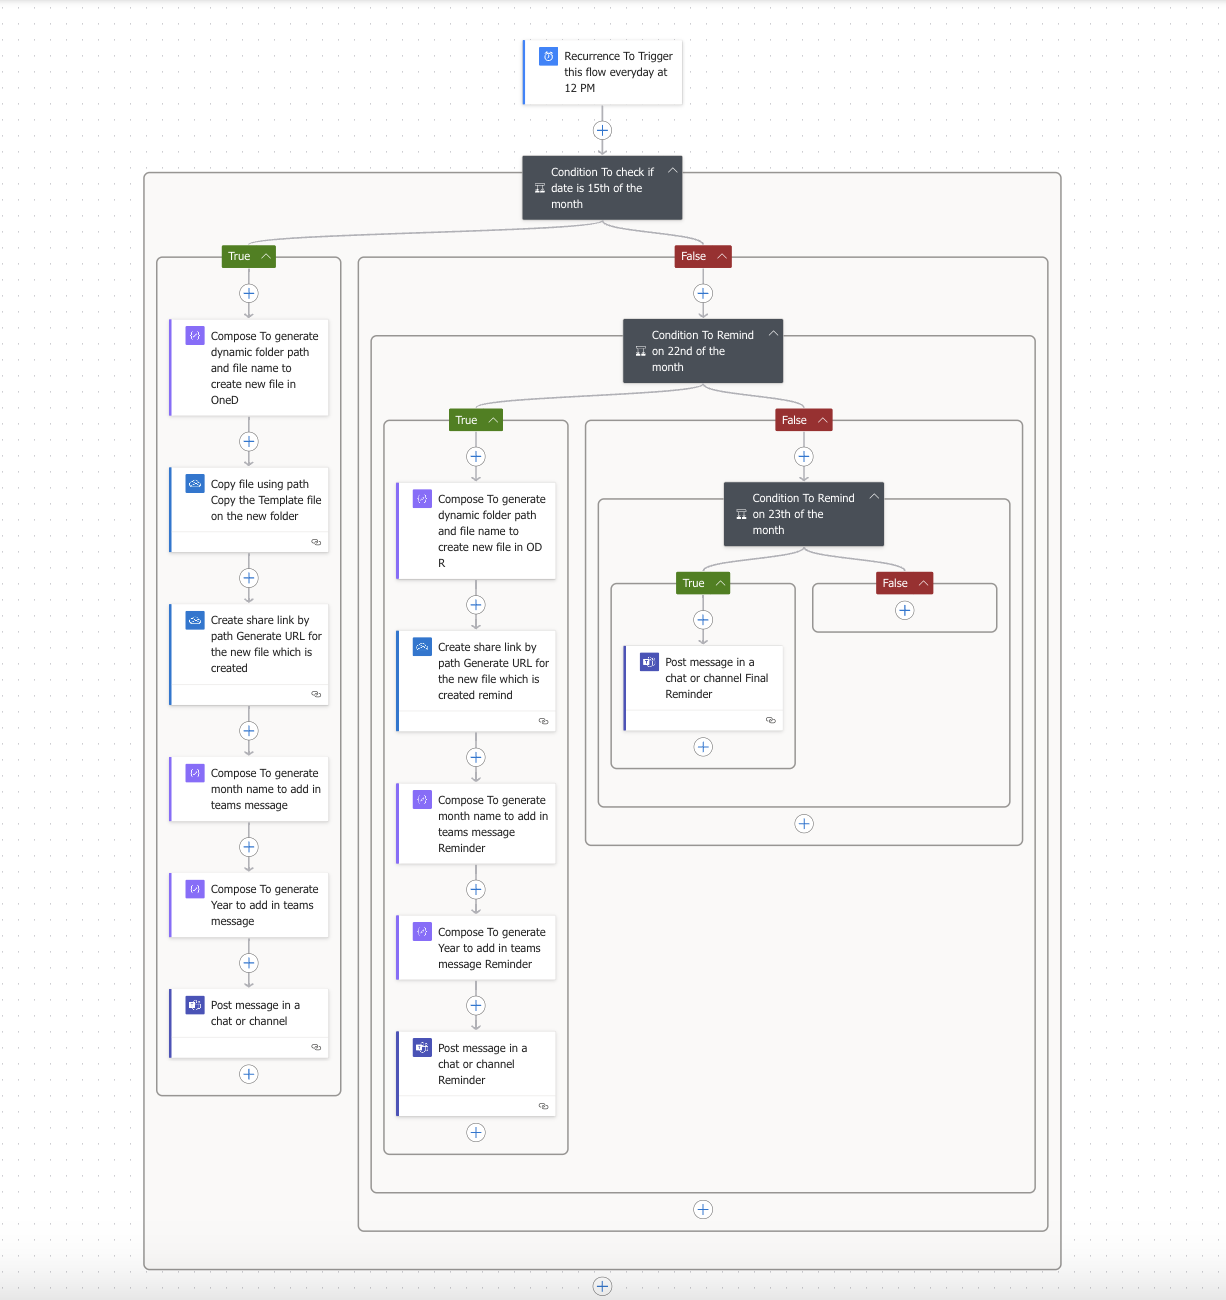 Recurrence To Trigger
this flow everyday at
12 PM
Condition To check if
date is 15th of the
month
True
False
Compose To generate
dynamic folder path
and file name to
create new file in
OneD
Copy file using path
Copy the Template file
on the new folder
Create share link by
path Generate URL for
the new file which is
created
Compose To generate
month name to add in
teams message
Compose To generate
Year to add in teams
message
Post message in a
chat or channel
Condition To Remind
on 22nd of the
month
True
False
Compose To generate
dynamic folder path
and file name to
create new file in OD
R
Create share link by
path Generate URL for
the new file which is
created remind
Compose To generate
month name to add in
teams message
Reminder
Compose To generate
Year to add in teams
message Reminder
Post message in a
chat or channel
Reminder
Condition To Remind
on 23th of the
month
True
False
Post message in a
chat or channel Final
Reminder